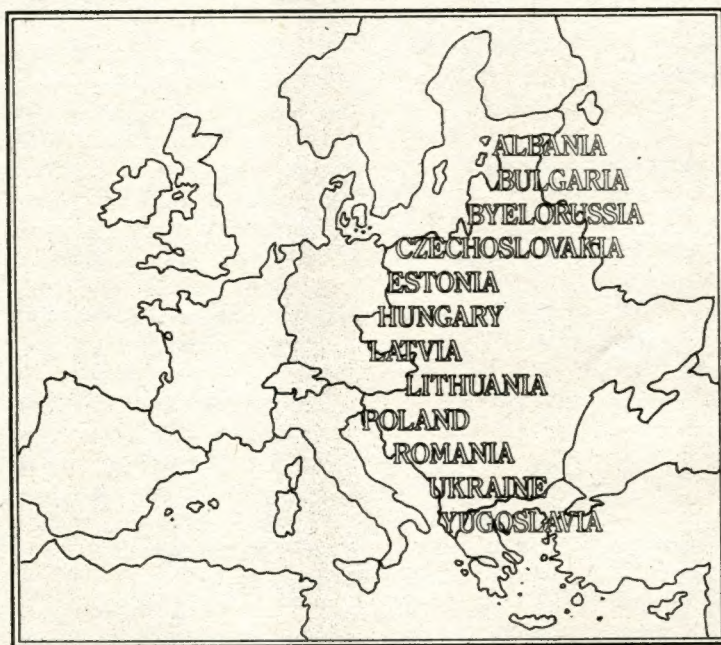 ALBANIA
BULGARIA
BYELORUSSIA
CZECHOSLOVAKIA
ESTONIA
HUNGARY
LATVIA
LITHUANIA
POLAND
ROMANIA
UKRAINE
YUGOSLAVIA